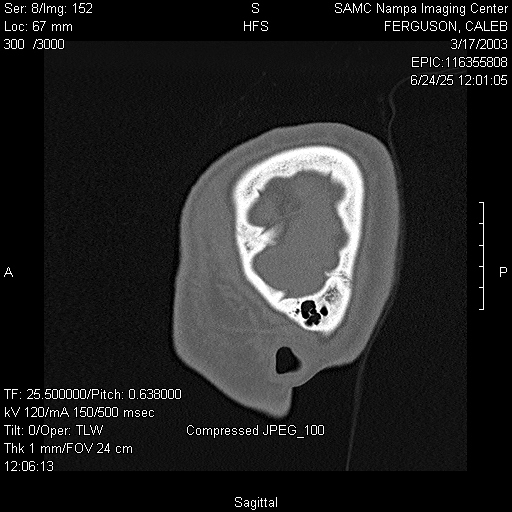 Ser: 8/Img: 152
Loc: 67 mm
300 /3000
S
HFS
SAMC Nampa Imaging Center
FERGUSON, CALEB
3/17/2003
EPIC:116355808
6/24/25 12:01:05
A
P
TF: 25.500000/Pitch: 0.638000
kV 120/mA 150/500 msec
Tilt: 0/Oper: TLW
Thk 1 mm/FOV 24 cm
12:06:13
Compressed JPEG_100
Sagittal